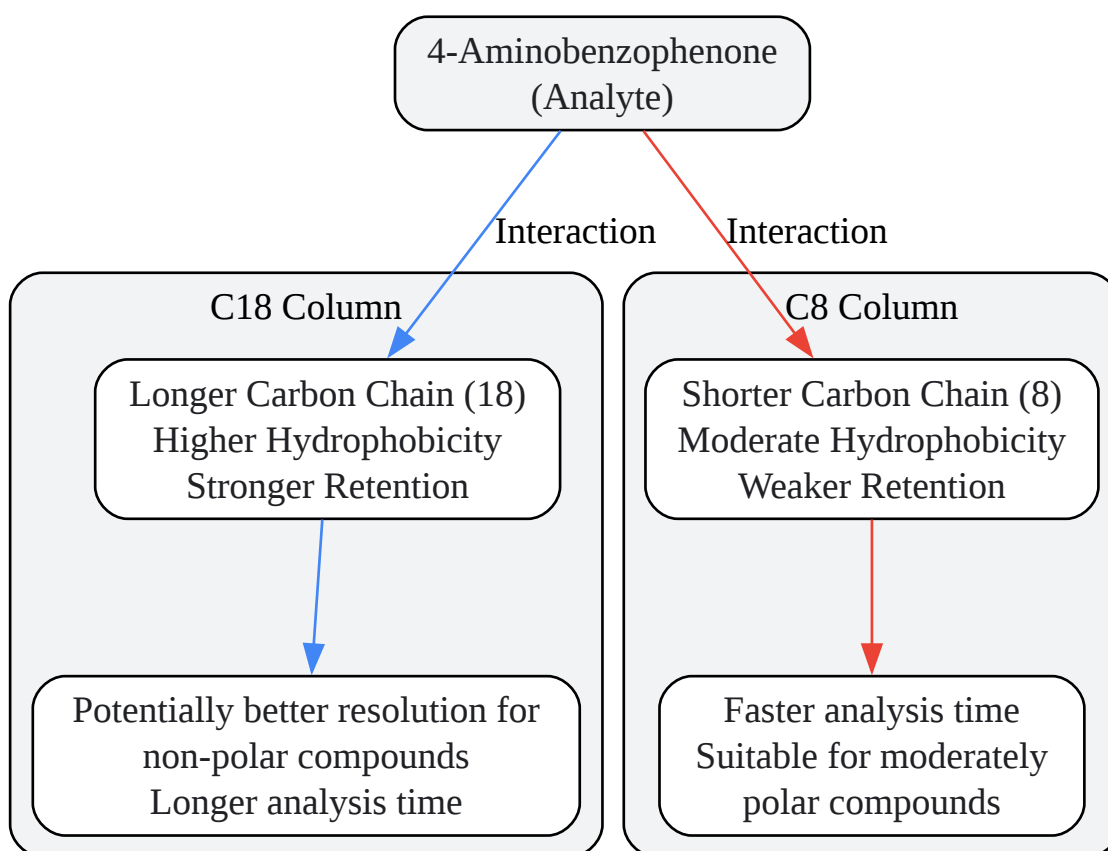 4-Aminobenzophenone
(Analyte)
Interaction
Interaction
C18 Column
Longer Carbon Chain (18)
Higher Hydrophobicity
Stronger Retention
Potentially better resolution for
non-polar compounds
Longer analysis time
C8 Column
Shorter Carbon Chain (8)
Moderate Hydrophobicity
Weaker Retention
Faster analysis time
Suitable for moderately
polar compounds